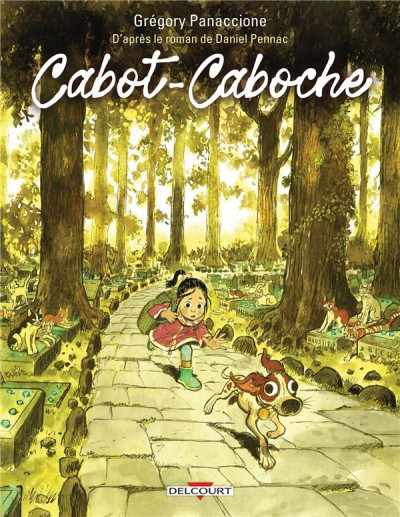 Grégory Panaccione
D'après le roman de Daniel Pennac
Cabot-Caboche
DELCOURT